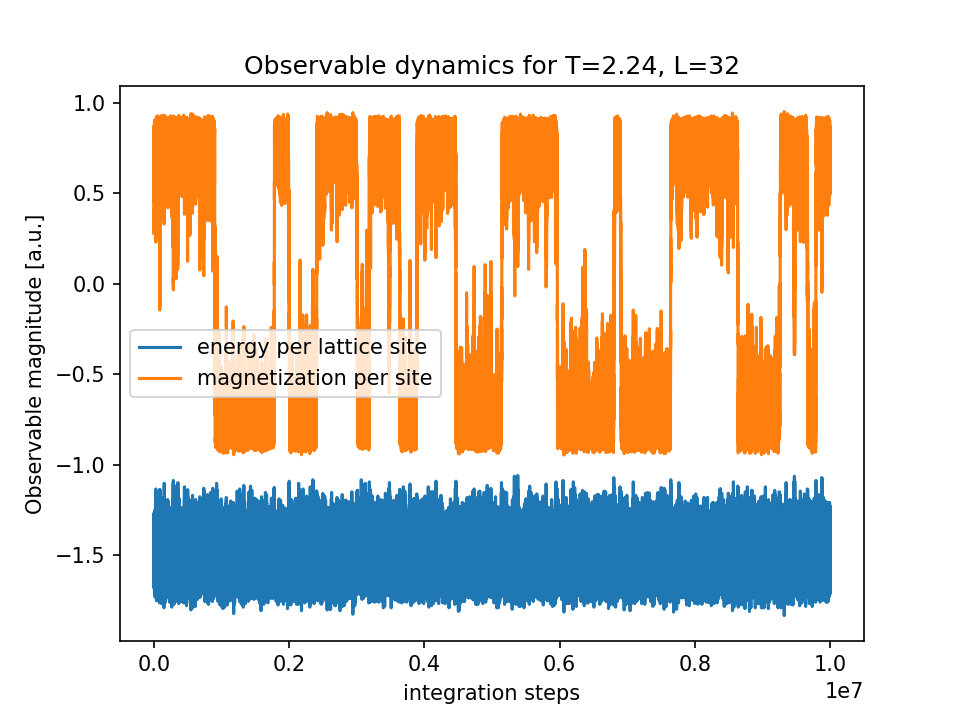 Observable dynamics for T=2.24, L=32
Observable magnitude [a.u.]
1.0
0.5
0.0
−0.5
−1.0
−1.5
energy per lattice site
magnetization per site
0.0 0.2 0.4 0.6 0.8 1.0
1e7
integration steps